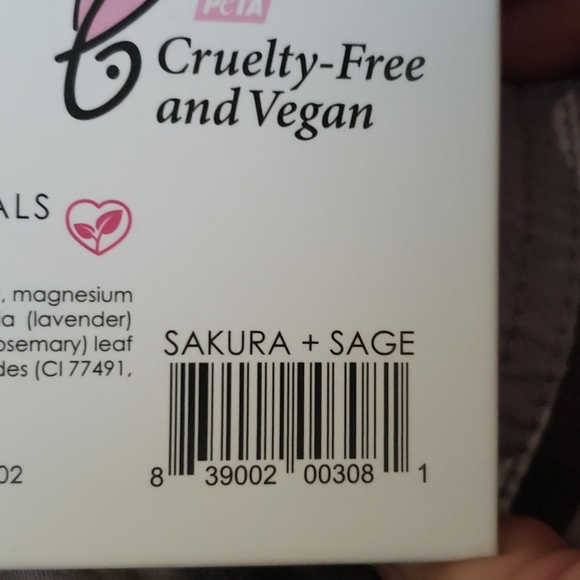 PETA
Cruelty-Free
and Vegan
ALS
, magnesium
ia (lavender)
osemary) leaf
des (CI 77491,
SAKURA + SAGE
02
8 39002 00308 1